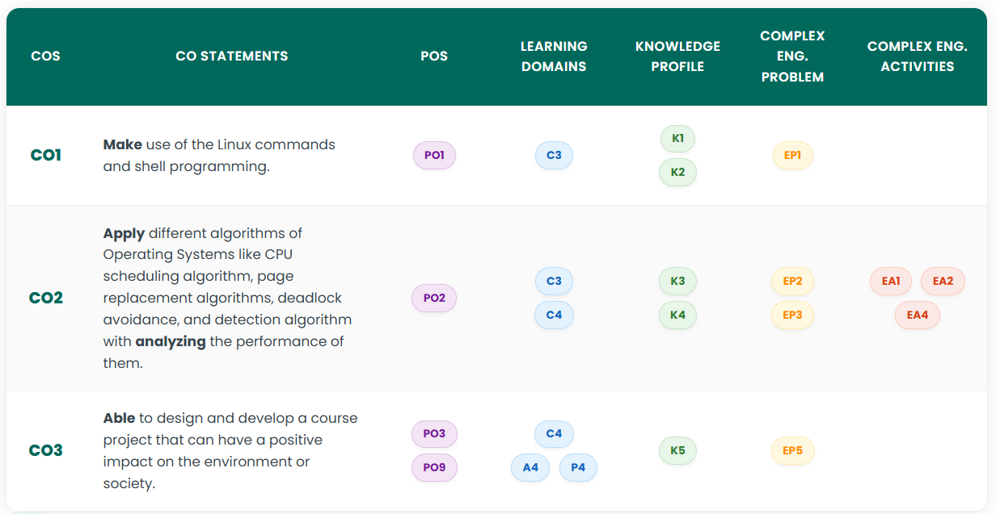 COS CO STATEMENTS POS LEARNING DOMAINS KNOWLEDGE PROFILE COMPLEX ENG. PROBLEM COMPLEX ENG. ACTIVITIES
CO1
Make use of the Linux commands
and shell programming.
PO1
C3
K1
K2
EP1
CO2
Apply different algorithms of
Operating Systems like CPU
scheduling algorithm, page
replacement algorithms, deadlock
avoidance, and detection algorithm
with analyzing the performance of
them.
PO2
C3
C4
K3
K4
EP2
EP3
EA1 EA2
EA4
CO3
Able to design and develop a course
project that can have a positive
impact on the environment or
society.
PO3
PO9
C4
A4 P4
K5
EP5